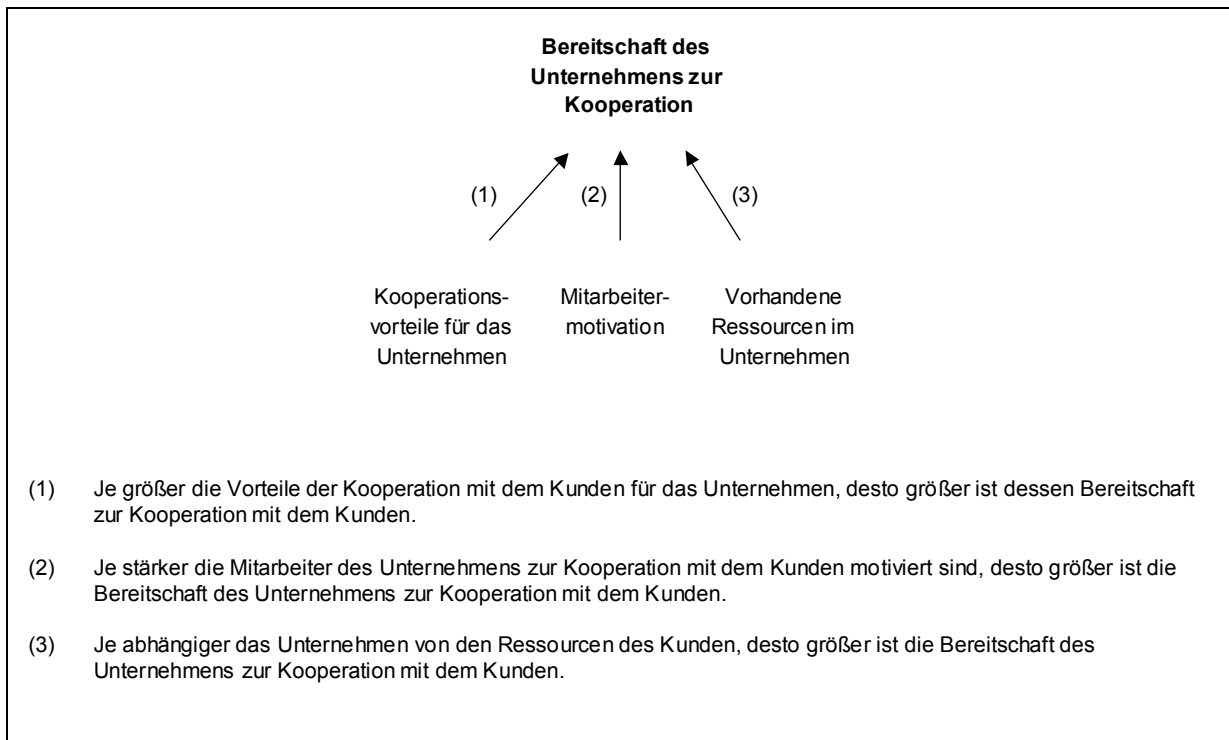 Bereitschaft des
Unternehmens zur
Kooperation
(1) (2) (3)
Kooperations-
vorteile für das
Unternehmen
Mitarbeiter-
motivation
Vorhandene
Ressourcen im
Unternehmen
(1) Je größer die Vorteile der Kooperation mit dem Kunden für das Unternehmen, desto größer ist dessen Bereitschaft
zur Kooperation mit dem Kunden.
(2) Je stärker die Mitarbeiter des Unternehmens zur Kooperation mit dem Kunden motiviert sind, desto größer ist die
Bereitschaft des Unternehmens zur Kooperation mit dem Kunden.
(3) Je abhängiger das Unternehmen von den Ressourcen des Kunden, desto größer ist die Bereitschaft des
Unternehmens zur Kooperation mit dem Kunden.